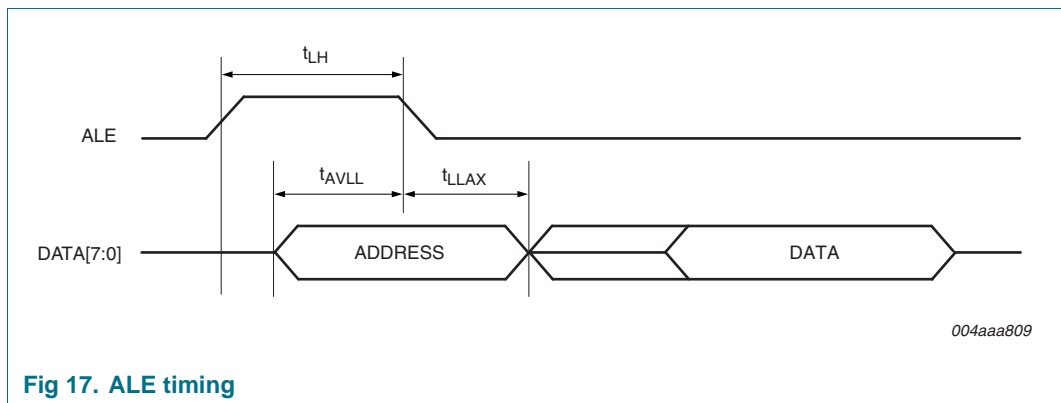 tLH
ALE
tAVLL tLLAX
DATA[7:0] ADDRESS DATA
004aaa809
Fig 17. ALE timing